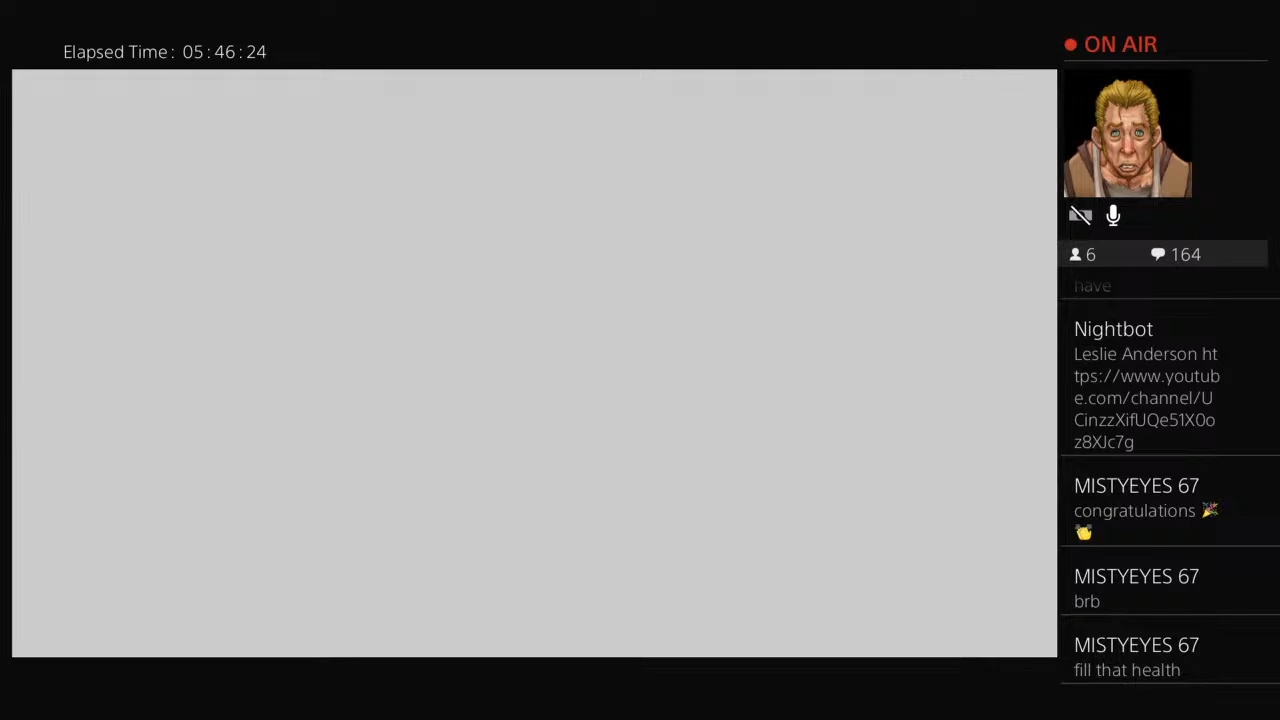 Elapsed Time: 05:46:24
ON AIR
6 164
have
Nightbot
Leslie Anderson ht
tps://www.youtub
e.com/channel/U
CinzzXifUQe51X0o
z8XJc7g
MISTYEYES 67
congratulations 🎉
👏
MISTYEYES 67
brb
MISTYEYES 67
fill that health